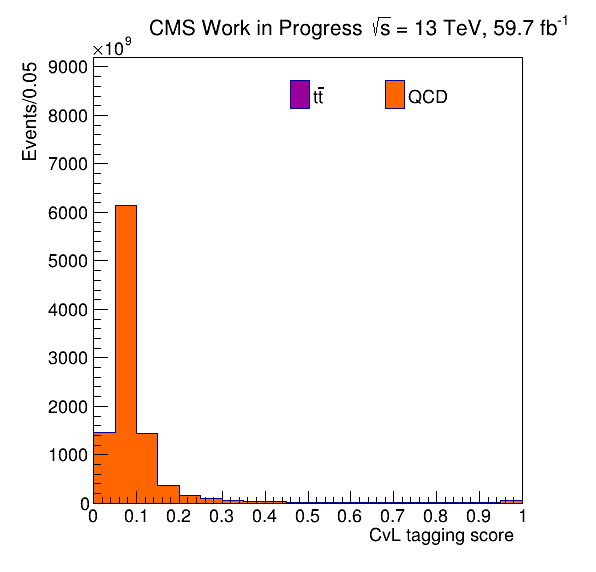 CMS Work in Progress √s = 13 TeV, 59.7 fb⁻¹
×10⁹
Events/0.05
tt̄
QCD
9000
8000
7000
6000
5000
4000
3000
2000
1000
0
0 0.1 0.2 0.3 0.4 0.5 0.6 0.7 0.8 0.9 1
CvL tagging score